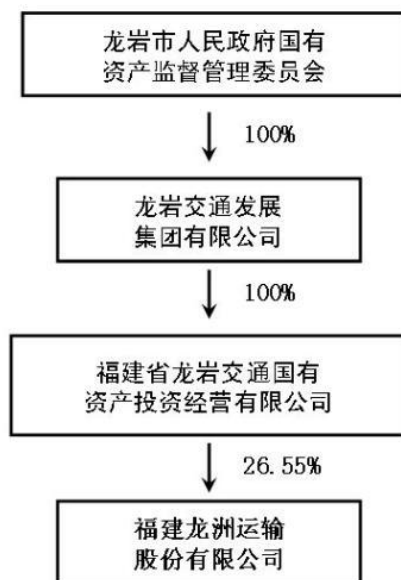 龙岩市人民政府国有
资产监督管理委员会
100%
龙岩交通发展
集团有限公司
100%
福建省龙岩交通国有
资产投资经营有限公司
26.55%
福建龙洲运输
股份有限公司